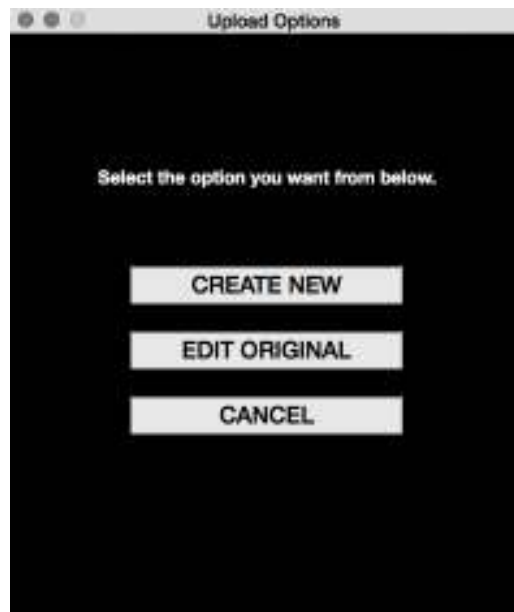 Upload Options
Select the option you want from below.
CREATE NEW
EDIT ORIGINAL
CANCEL